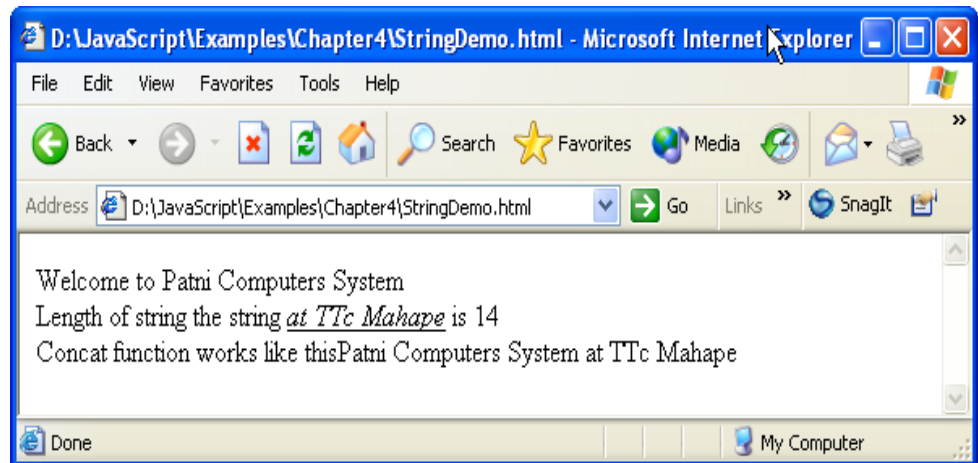 D:\JavaScript\Examples\Chapter4\StringDemo.html - Microsoft Internet Explorer
File Edit View Favorites Tools Help
Back Search Favorites Media
Address D:\JavaScript\Examples\Chapter4\StringDemo.html Go Links » SnagIt
Welcome to Patni Computers System
Length of string the string at TTc Mahape is 14
Concat function works like thisPatni Computers System at TTc Mahape
Done My Computer